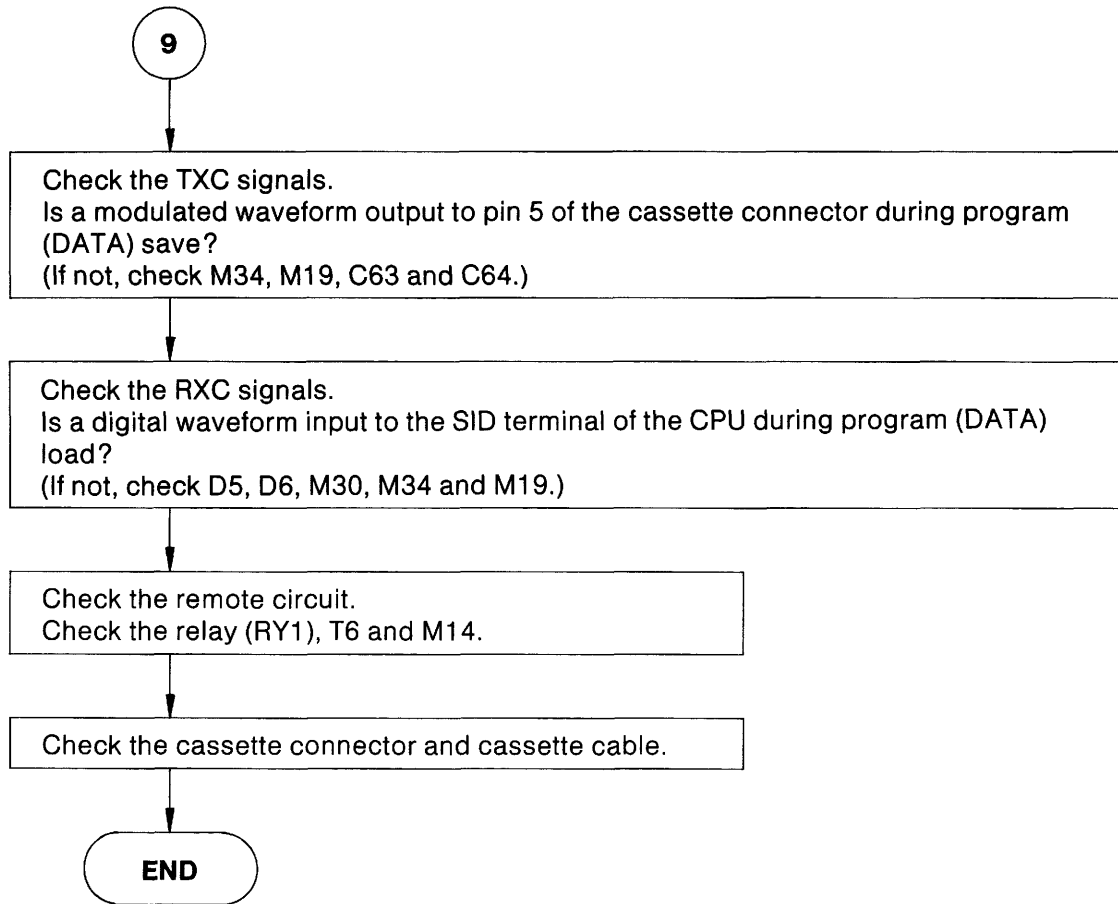 9
Check the TXC signals.
Is a modulated waveform output to pin 5 of the cassette connector during program
(DATA) save?
(If not, check M34, M19, C63 and C64.)
Check the RXC signals.
Is a digital waveform input to the SID terminal of the CPU during program (DATA)
load?
(If not, check D5, D6, M30, M34 and M19.)
Check the remote circuit.
Check the relay (RY1), T6 and M14.
Check the cassette connector and cassette cable.
END